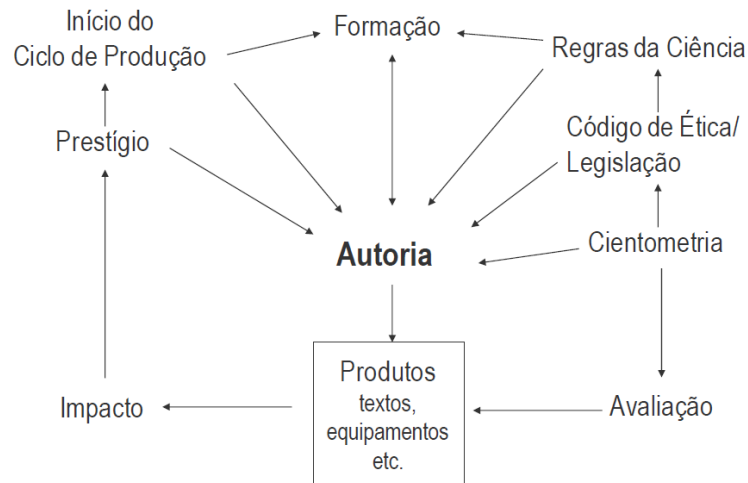 Início do
Ciclo de Produção
Formação
Regras da Ciência
Prestígio
Código de Ética/
Legislação
Autoria
Cientometria
Produtos
textos,
equipamentos
etc.
Impacto
Avaliação